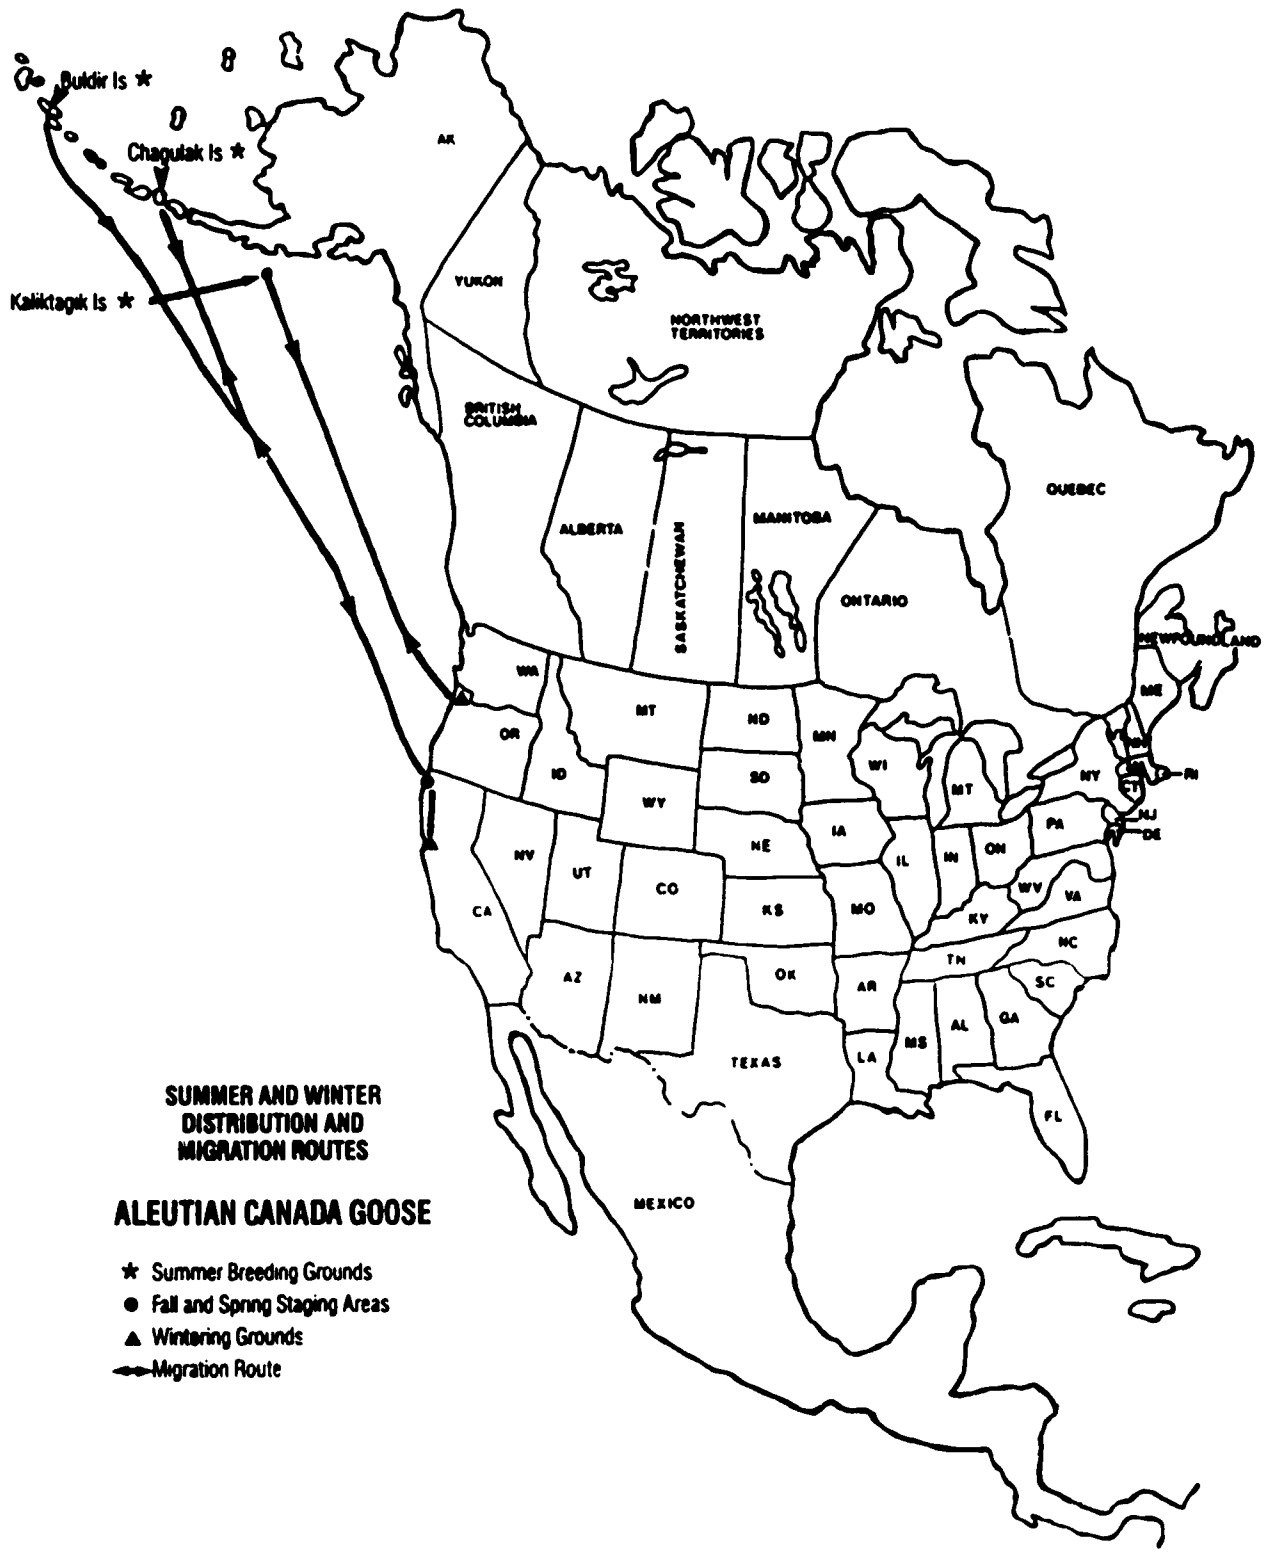 Buldir Is ★
Chagulak Is ★
AK
YUKON
Kaliktagik Is ★
NORTHWEST
TERRITORIES
BRITISH
COLUMBIA
QUEBEC
ALBERTA
SASKATCHEWAN
MANITOBA
ONTARIO
NEWFOUNDLAND
WA
MT
ND
MN
ME
OR
ID
SD
WI
MT
NY
RI
WY
CT
NJ
DE
IA
PA
NE
NV
UT
CO
IL
IN
OH
WV
VA
CA
KS
MO
KY
NC
TN
AZ
NM
OK
AR
SC
MS
AL
GA
TEXAS
LA
FL
MEXICO
SUMMER AND WINTER
DISTRIBUTION AND
MIGRATION ROUTES
ALEUTIAN CANADA GOOSE
★ Summer Breeding Grounds
● Fall and Spring Staging Areas
▲ Wintering Grounds
Migration Route